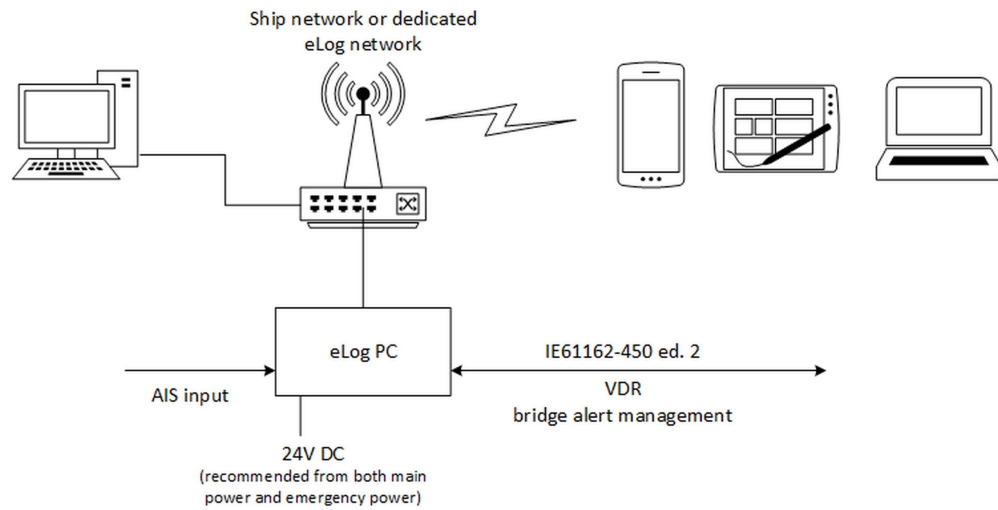 Ship network or dedicated
eLog network
eLog PC
IE61162-450 ed. 2
AIS input
VDR
bridge alert management
24V DC
(recommended from both main
power and emergency power)